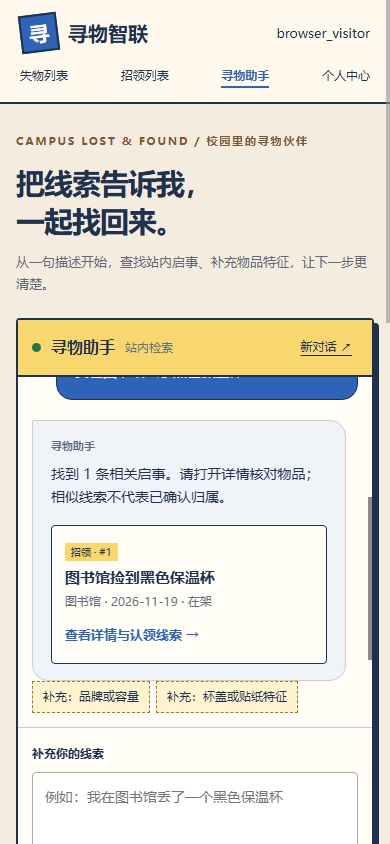 寻 寻物智联 browser_visitor
失物列表 招领列表 寻物助手 个人中心
CAMPUS LOST & FOUND / 校园里的寻物伙伴
把线索告诉我，
一起找回来。
从一句描述开始，查找站内启事、补充物品特征，让下一步更
清楚。
寻物助手 站内检索 新对话 ↗
寻物助手
找到 1 条相关启事。请打开详情核对物品；
相似线索不代表已确认归属。
招领 · #1
图书馆捡到黑色保温杯
图书馆 · 2026-11-19 · 在架
查看详情与认领线索 →
补充：品牌或容量 补充：杯盖或贴纸特征
补充你的线索
例如：我在图书馆丢了一个黑色保温杯